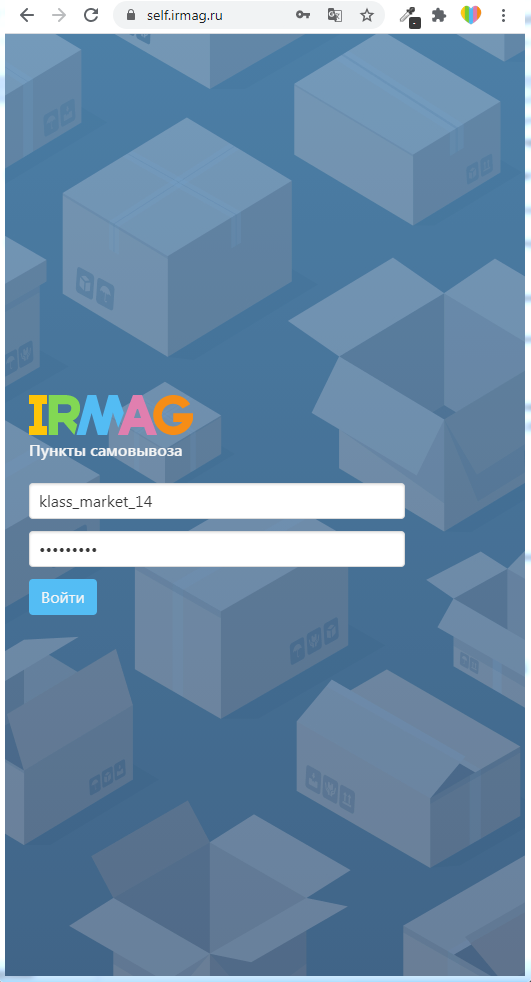 self.irmag.ru
IRMAG
Пункты самовывоза
klass_market_14
•••••••••
Войти